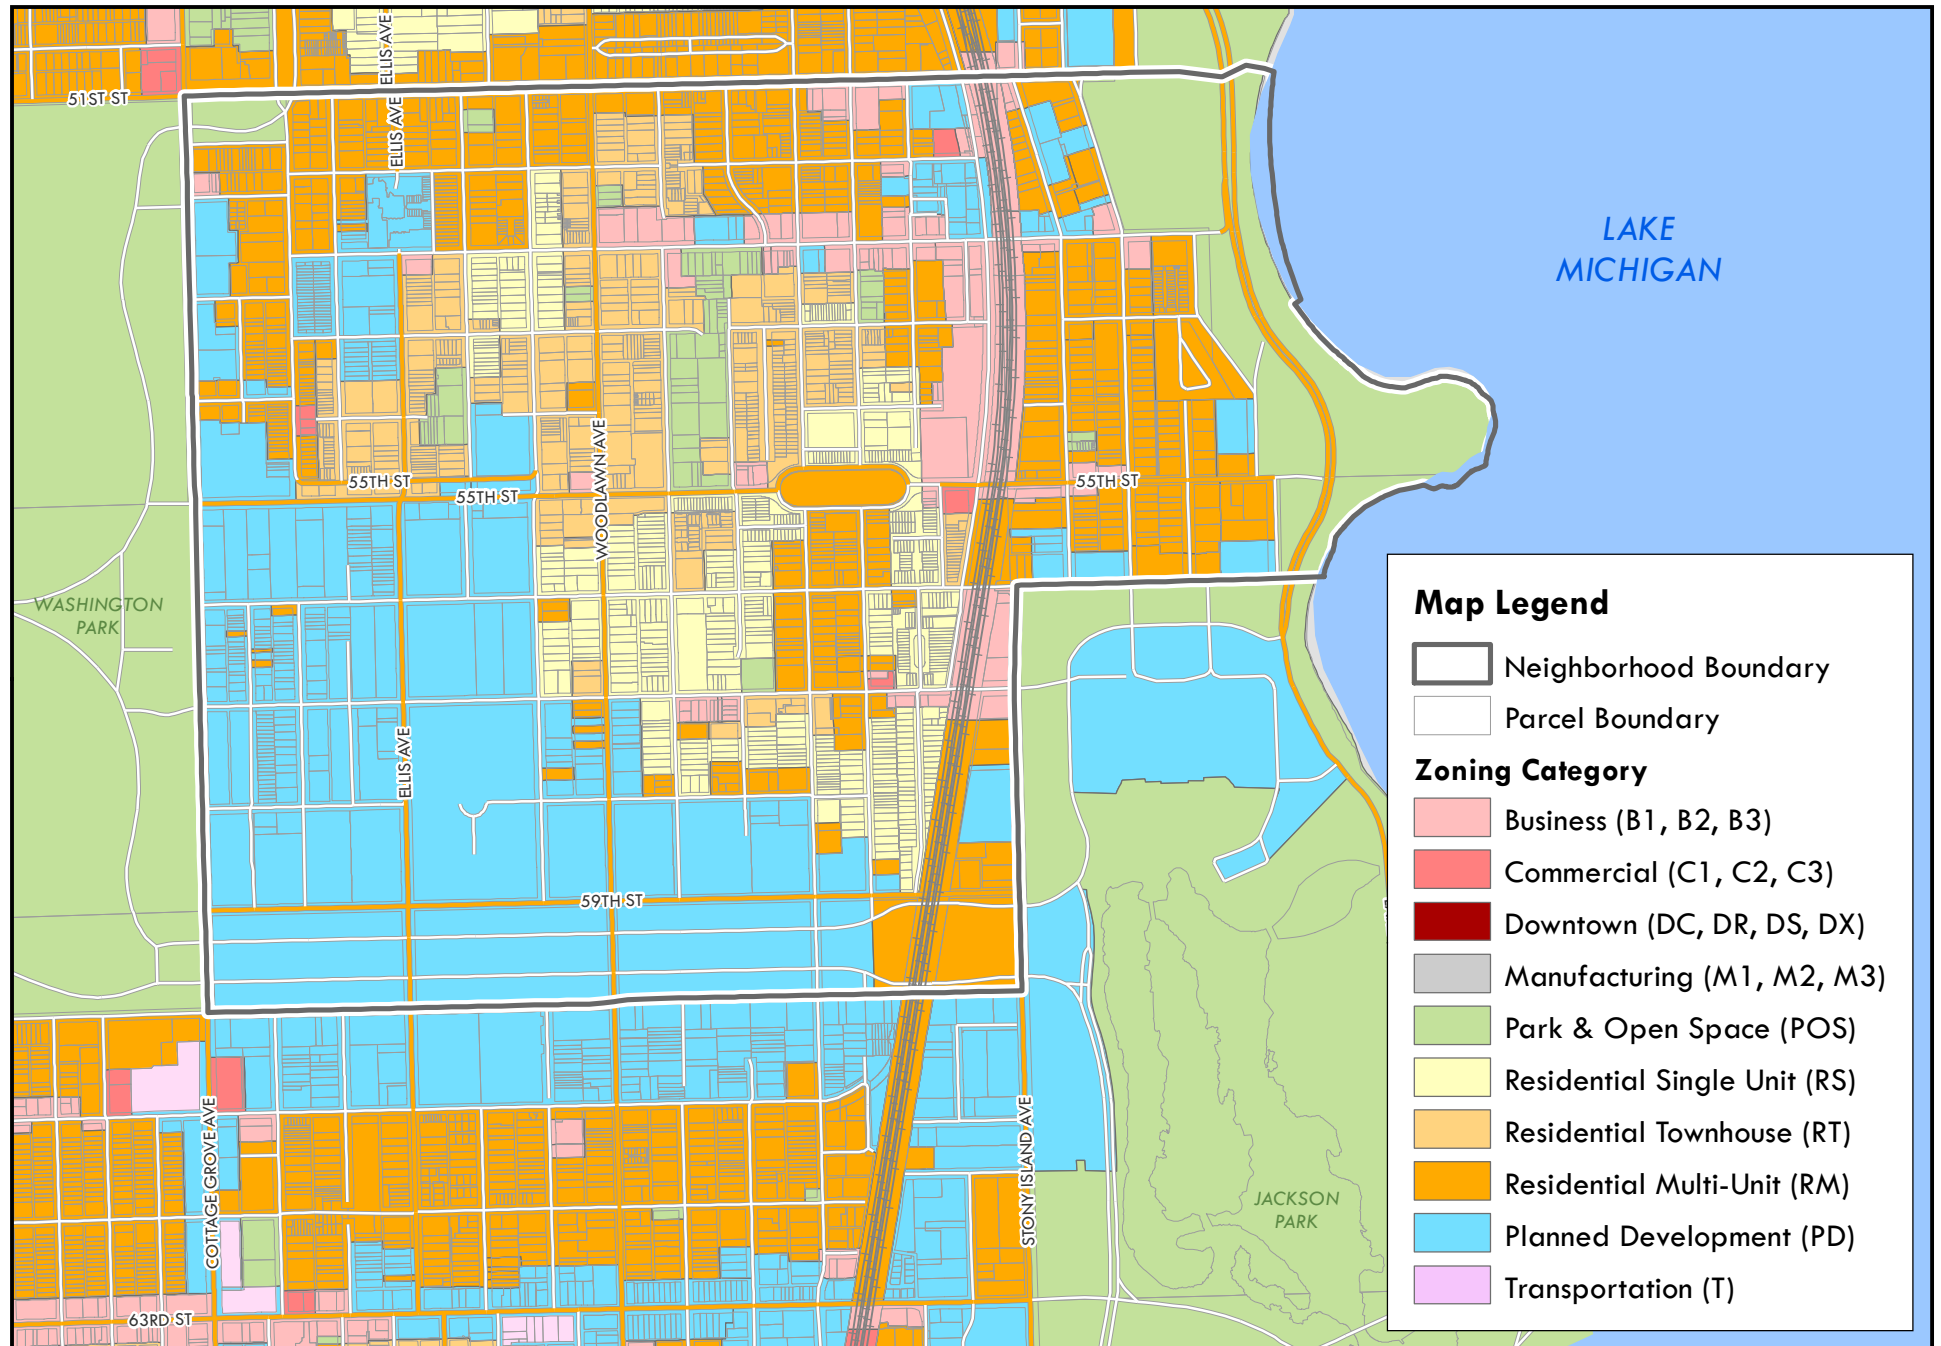 ELLIS AVE
51ST ST
ELLIS AVE
LAKE
MICHIGAN
WOODLAWN AVE
55TH ST
55TH ST
55TH ST
WASHINGTON
PARK
ELLIS AVE
59TH ST
COTTAGE GROVE AVE
STONY ISLAND AVE
JACKSON
PARK
63RD ST
Map Legend
Neighborhood Boundary
Parcel Boundary
Zoning Category
Business (B1, B2, B3)
Commercial (C1, C2, C3)
Downtown (DC, DR, DS, DX)
Manufacturing (M1, M2, M3)
Park & Open Space (POS)
Residential Single Unit (RS)
Residential Townhouse (RT)
Residential Multi-Unit (RM)
Planned Development (PD)
Transportation (T)